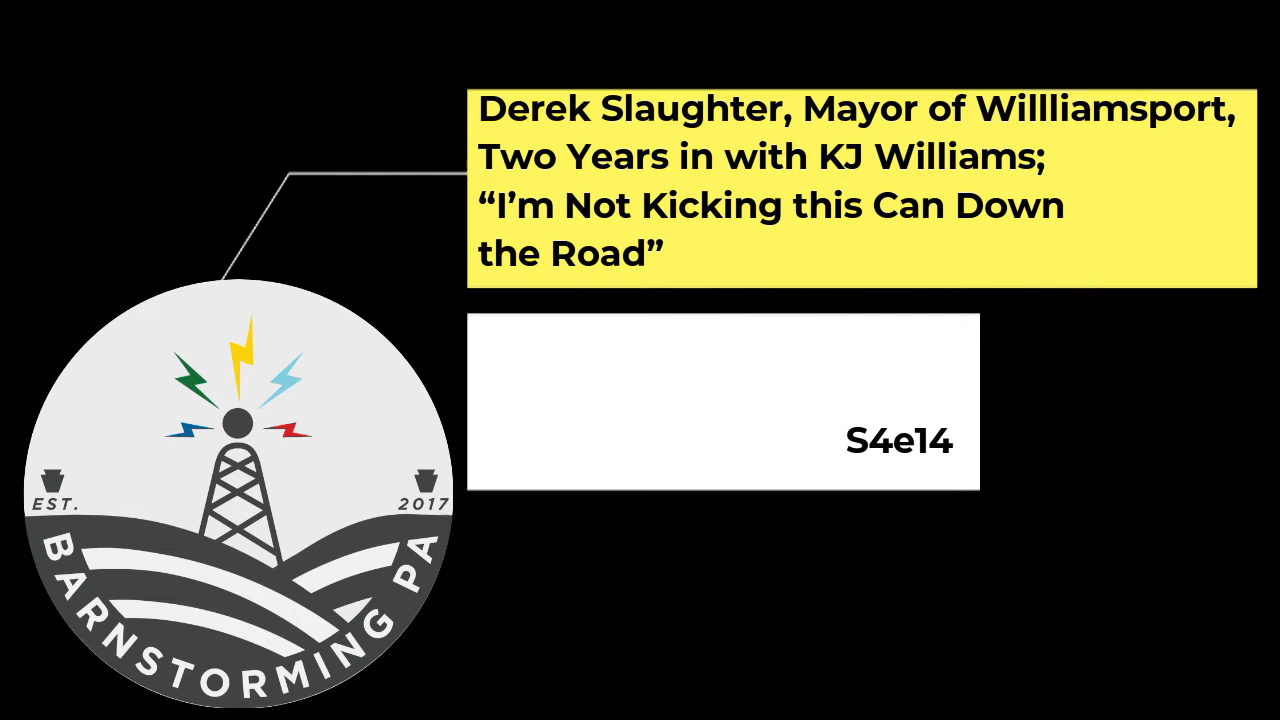 Derek Slaughter, Mayor of Willliamsport,
Two Years in with KJ Williams;
“I’m Not Kicking this Can Down
the Road”
S4e14
EST. 2017
BARNSTORMING PA